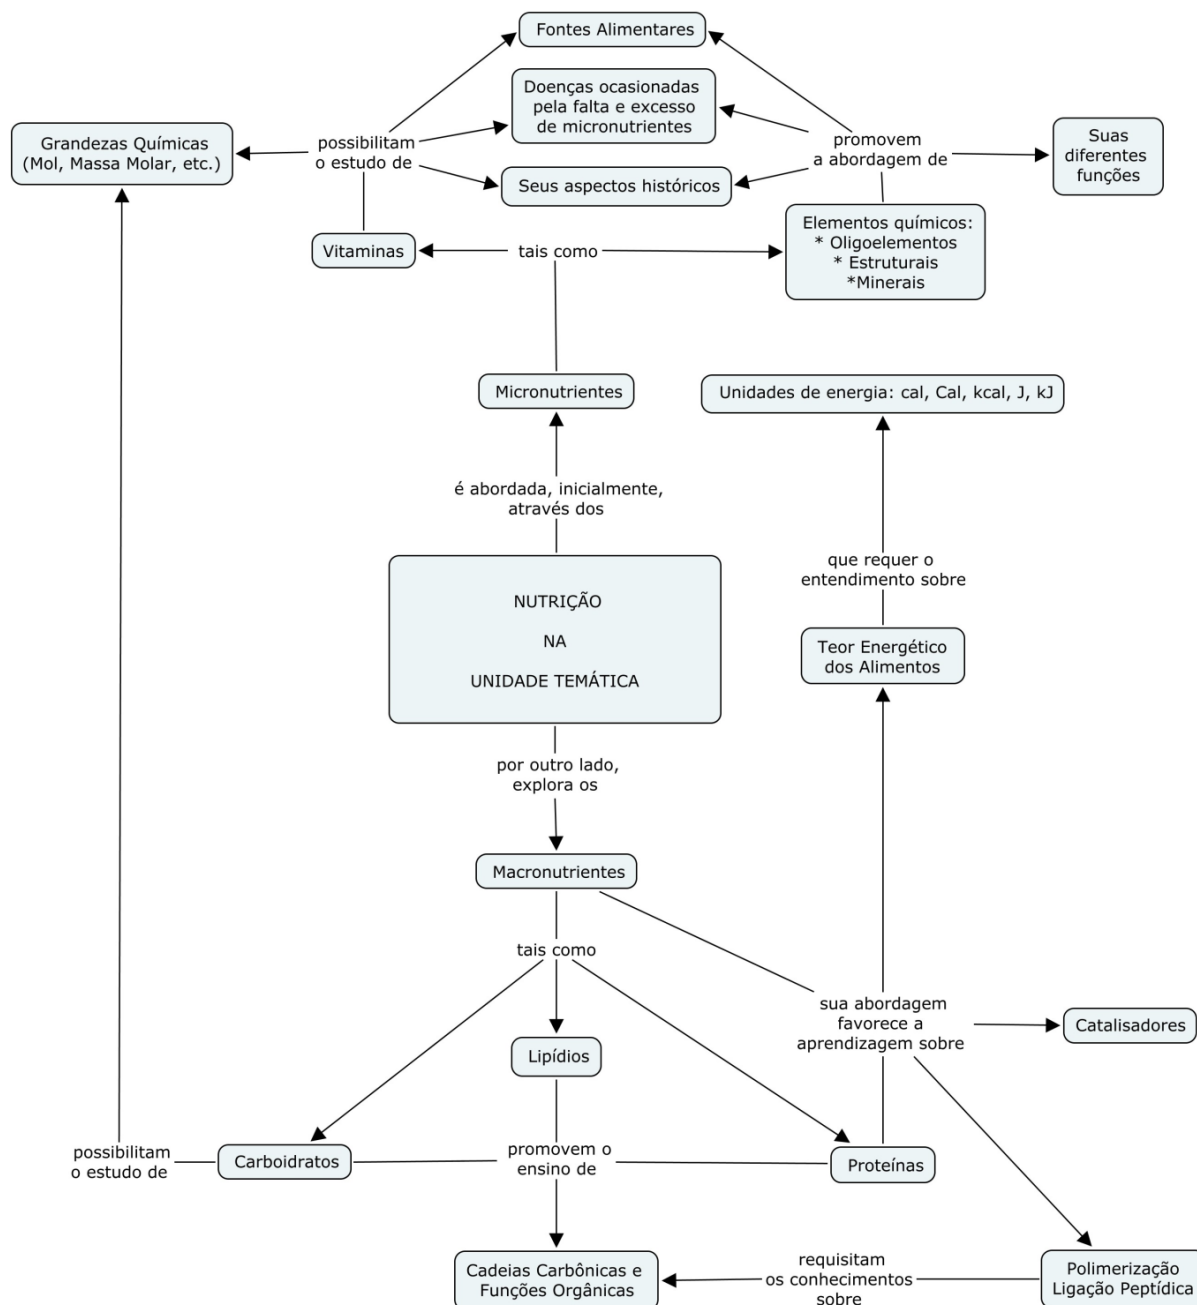 Fontes Alimentares
Doenças ocasionadas
pela falta e excesso
de micronutrientes
Grandezas Químicas
(Mol, Massa Molar, etc.)
possibilitam
o estudo de
promovem
a abordagem de
Suas
diferentes
funções
Seus aspectos históricos
Vitaminas
tais como
Elementos químicos:
* Oligoelementos
* Estruturais
*Minerais
Micronutrientes
Unidades de energia: cal, Cal, kcal, J, kJ
é abordada, inicialmente,
através dos
que requer o
entendimento sobre
NUTRIÇÃO
NA
UNIDADE TEMÁTICA
Teor Energético
dos Alimentos
por outro lado,
explora os
Macronutrientes
tais como
sua abordagem
favorece a
aprendizagem sobre
Catalisadores
Lipídios
possibilitam
o estudo de
Carboidratos
promovem o
ensino de
Proteínas
Cadeias Carbônicas e
Funções Orgânicas
requisitam
os conhecimentos
sobre
Polimerização
Ligação Peptídica